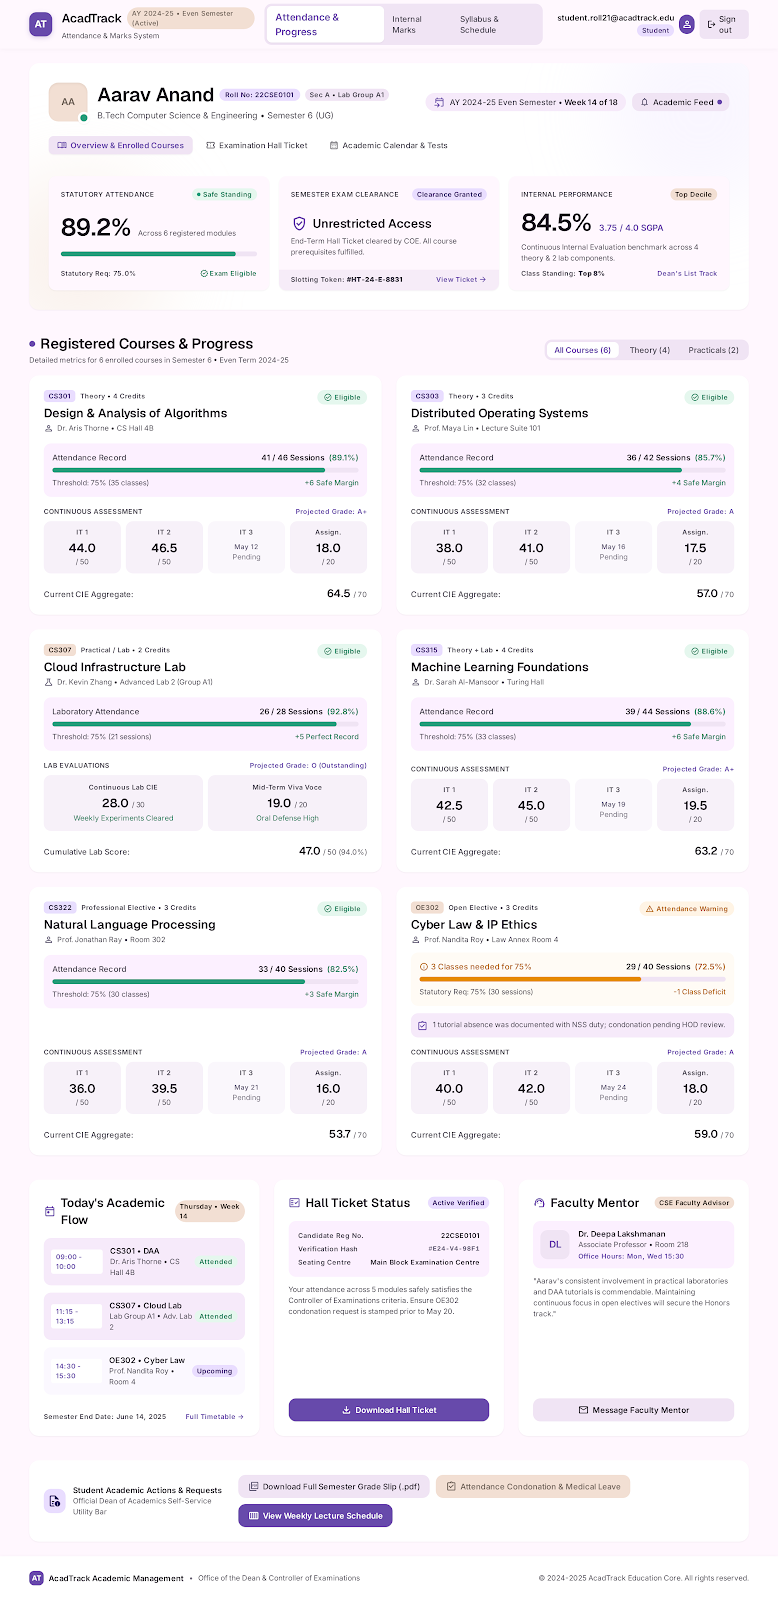 AT
AcadTrack
AY 2024-25 • Even Semester
(Active)
Attendance & Marks System
Attendance &
Progress
Internal
Marks
Syllabus &
Schedule
student.roll21@acadtrack.edu
Student
Sign
out
AA
Aarav Anand
Roll No: 22CSE0101
Sec A • Lab Group A1
B.Tech Computer Science & Engineering • Semester 6 (UG)
AY 2024-25 Even Semester • Week 14 of 18
Academic Feed
Overview & Enrolled Courses
Examination Hall Ticket
Academic Calendar & Tests
STATUTORY ATTENDANCE
Safe Standing
89.2% Across 6 registered modules
Statutory Req: 75.0%
Exam Eligible
SEMESTER EXAM CLEARANCE
Clearance Granted
Unrestricted Access
End-Term Hall Ticket cleared by COE. All course
prerequisites fulfilled.
Slotting Token: #HT-24-E-8831
View Ticket →
INTERNAL PERFORMANCE
Top Decile
84.5% 3.75 / 4.0 SGPA
Continuous Internal Evaluation benchmark across 4
theory & 2 lab components.
Class Standing: Top 8%
Dean's List Track
Registered Courses & Progress
Detailed metrics for 6 enrolled courses in Semester 6 • Even Term 2024-25
All Courses (6)
Theory (4)
Practicals (2)
CS301 Theory • 4 Credits
Eligible
Design & Analysis of Algorithms
Dr. Aris Thorne • CS Hall 4B
Attendance Record
41 / 46 Sessions (89.1%)
Threshold: 75% (35 classes)
+6 Safe Margin
CONTINUOUS ASSESSMENT
Projected Grade: A+
IT 1
44.0
/ 50
IT 2
46.5
/ 50
IT 3
May 12
Pending
Assign.
18.0
/ 20
Current CIE Aggregate:
64.5 / 70
CS303 Theory • 3 Credits
Eligible
Distributed Operating Systems
Prof. Maya Lin • Lecture Suite 101
Attendance Record
36 / 42 Sessions (85.7%)
Threshold: 75% (32 classes)
+4 Safe Margin
CONTINUOUS ASSESSMENT
Projected Grade: A
IT 1
38.0
/ 50
IT 2
41.0
/ 50
IT 3
May 16
Pending
Assign.
17.5
/ 20
Current CIE Aggregate:
57.0 / 70
CS307 Practical / Lab • 2 Credits
Eligible
Cloud Infrastructure Lab
Dr. Kevin Zhang • Advanced Lab 2 (Group A1)
Laboratory Attendance
26 / 28 Sessions (92.8%)
Threshold: 75% (21 sessions)
+5 Perfect Record
LAB EVALUATIONS
Projected Grade: O (Outstanding)
Continuous Lab CIE
28.0 / 30
Weekly Experiments Cleared
Mid-Term Viva Voce
19.0 / 20
Oral Defense High
Cumulative Lab Score:
47.0 / 50 (94.0%)
CS315 Theory + Lab • 4 Credits
Eligible
Machine Learning Foundations
Dr. Sarah Al-Mansoor • Turing Hall
Attendance Record
39 / 44 Sessions (88.6%)
Threshold: 75% (33 classes)
+6 Safe Margin
CONTINUOUS ASSESSMENT
Projected Grade: A+
IT 1
42.5
/ 50
IT 2
45.0
/ 50
IT 3
May 19
Pending
Assign.
19.5
/ 20
Current CIE Aggregate:
63.2 / 70
CS322 Professional Elective • 3 Credits
Eligible
Natural Language Processing
Prof. Jonathan Ray • Room 302
Attendance Record
33 / 40 Sessions (82.5%)
Threshold: 75% (30 classes)
+3 Safe Margin
CONTINUOUS ASSESSMENT
Projected Grade: A
IT 1
36.0
/ 50
IT 2
39.5
/ 50
IT 3
May 21
Pending
Assign.
16.0
/ 20
Current CIE Aggregate:
53.7 / 70
OE302 Open Elective • 3 Credits
Attendance Warning
Cyber Law & IP Ethics
Prof. Nandita Roy • Law Annex Room 4
3 Classes needed for 75%
29 / 40 Sessions (72.5%)
Statutory Req: 75% (30 sessions)
-1 Class Deficit
1 tutorial absence was documented with NSS duty; condonation pending HOD review.
CONTINUOUS ASSESSMENT
Projected Grade: A
IT 1
40.0
/ 50
IT 2
42.0
/ 50
IT 3
May 24
Pending
Assign.
18.0
/ 20
Current CIE Aggregate:
59.0 / 70
Today's Academic
Flow
Thursday • Week
14
09:00 -
10:00
CS301 • DAA
Dr. Aris Thorne • CS
Hall 4B
Attended
11:15 -
13:15
CS307 • Cloud Lab
Lab Group A1 • Adv. Lab
2
Attended
14:30 -
15:30
OE302 • Cyber Law
Prof. Nandita Roy •
Room 4
Upcoming
Semester End Date: June 14, 2025
Full Timetable →
Hall Ticket Status
Active Verified
Candidate Reg No.
22CSE0101
Verification Hash
#E24-V4-98F1
Seating Centre
Main Block Examination Centre
Your attendance across 5 modules safely satisfies the
Controller of Examinations criteria. Ensure OE302
condonation request is stamped prior to May 20.
Download Hall Ticket
Faculty Mentor
CSE Faculty Advisor
DL
Dr. Deepa Lakshmanan
Associate Professor • Room 218
Office Hours: Mon, Wed 15:30
"Aarav's consistent involvement in practical laboratories
and DAA tutorials is commendable. Maintaining
continuous focus in open electives will secure the Honors
track."
Message Faculty Mentor
Student Academic Actions & Requests
Official Dean of Academics Self-Service
Utility Bar
Download Full Semester Grade Slip (.pdf)
Attendance Condonation & Medical Leave
View Weekly Lecture Schedule
AT
AcadTrack Academic Management • Office of the Dean & Controller of Examinations
© 2024-2025 AcadTrack Education Core. All rights reserved.